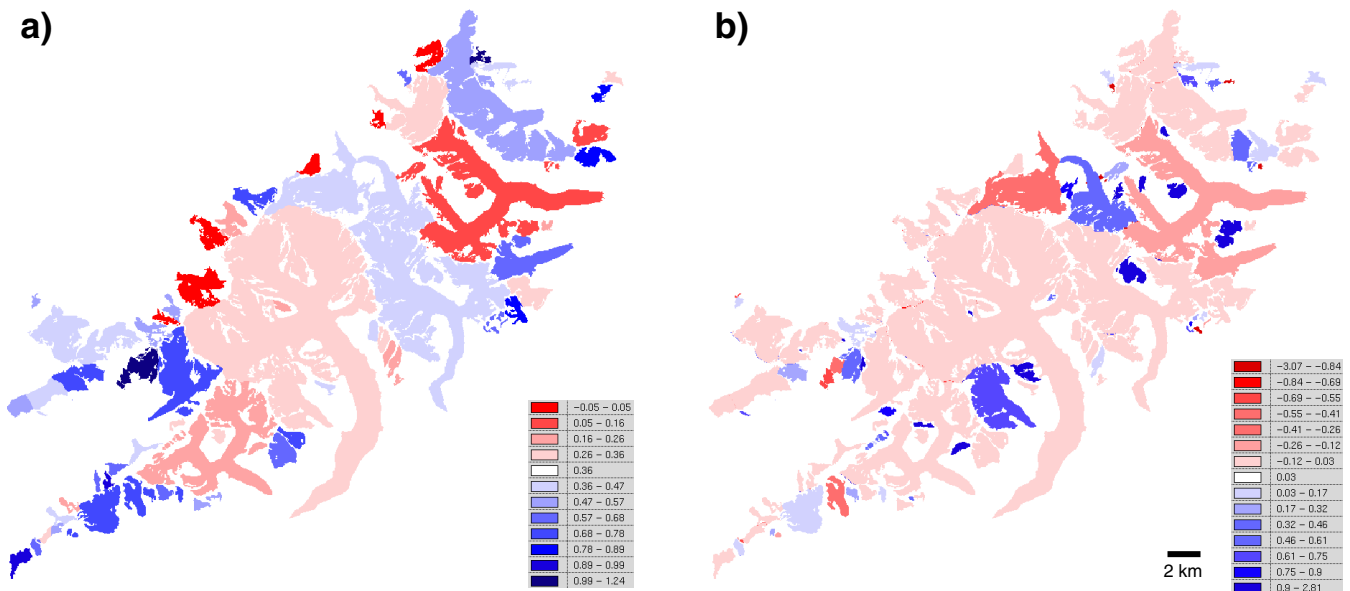 a)
b)
−0.05 – 0.05
0.05 – 0.16
0.16 – 0.26
0.26 – 0.36
0.36
0.36 – 0.47
0.47 – 0.57
0.57 – 0.68
0.68 – 0.78
0.78 – 0.89
0.89 – 0.99
0.99 – 1.24
2 km
−3.07 – −0.84
−0.84 – −0.69
−0.69 – −0.55
−0.55 – −0.41
−0.41 – −0.26
−0.26 – −0.12
−0.12 – 0.03
0.03
0.03 – 0.17
0.17 – 0.32
0.32 – 0.46
0.46 – 0.61
0.61 – 0.75
0.75 – 0.9
0.9 – 2.81